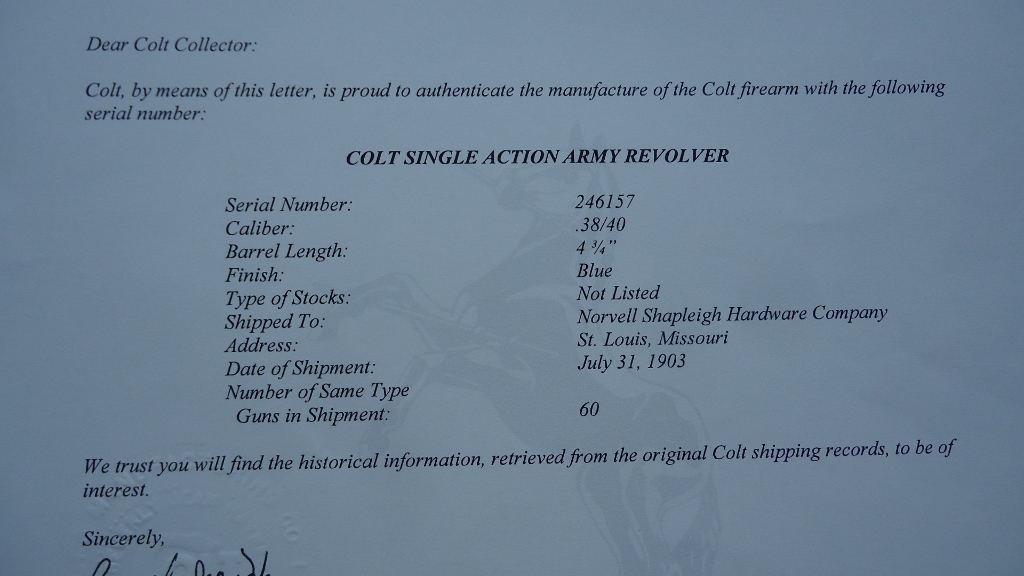 Dear Colt Collector:
Colt, by means of this letter, is proud to authenticate the manufacture of the Colt firearm with the following
serial number:
COLT SINGLE ACTION ARMY REVOLVER
Serial Number: 246157
Caliber: .38/40
Barrel Length: 4 ¾"
Finish: Blue
Type of Stocks: Not Listed
Shipped To: Norvell Shapleigh Hardware Company
Address: St. Louis, Missouri
Date of Shipment: July 31, 1903
Number of Same Type
Guns in Shipment: 60
We trust you will find the historical information, retrieved from the original Colt shipping records, to be of
interest.
Sincerely,